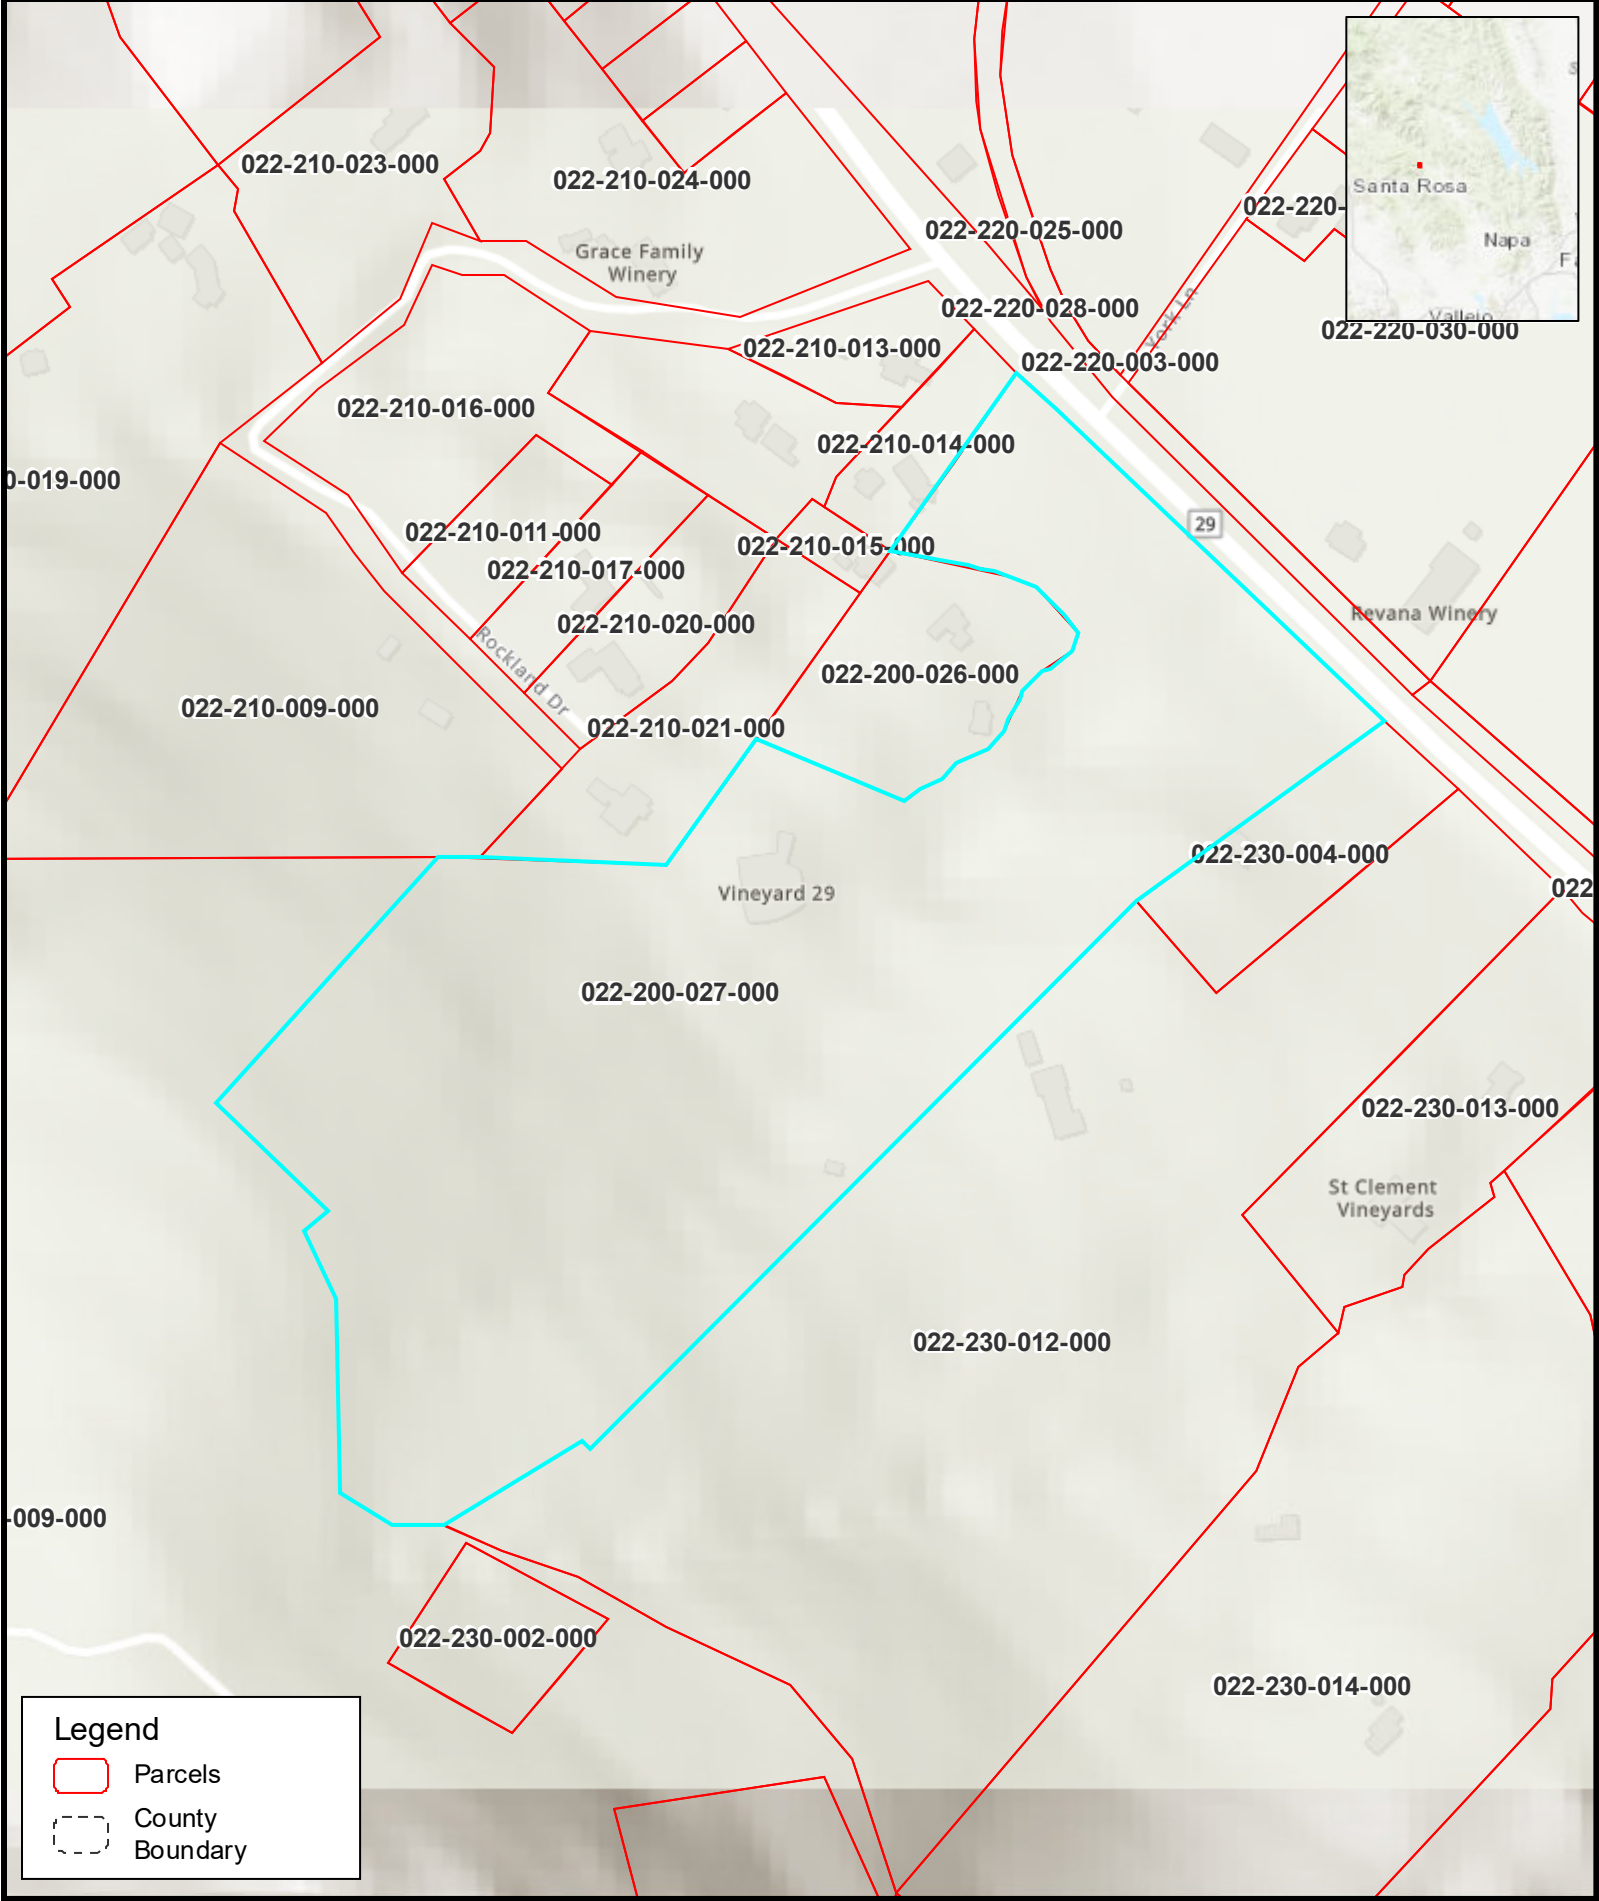 022-210-023-000
022-210-024-000
Santa Rosa
022-220-
022-220-025-000
Napa
Grace Family
Winery
022-220-028-000
York Ln
Vallejo
022-220-030-000
022-210-013-000
022-220-003-000
022-210-016-000
022-210-014-000
0-019-000
29
022-210-011-000
022-210-015-000
022-210-017-000
Revana Winery
022-210-020-000
Rockland Dr
022-200-026-000
022-210-009-000
022-210-021-000
022-230-004-000
Vineyard 29
022
022-200-027-000
022-230-013-000
St Clement
Vineyards
022-230-012-000
-009-000
022-230-002-000
022-230-014-000
Legend
Parcels
County
Boundary